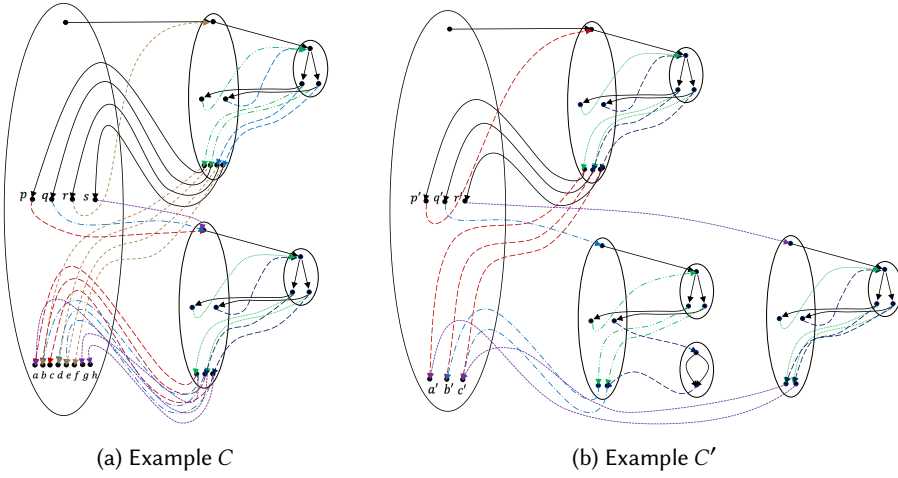 p q r s
p′ q′ r′
a b c d e f g h
a′ b′ c′
(a) Example C
(b) Example C′